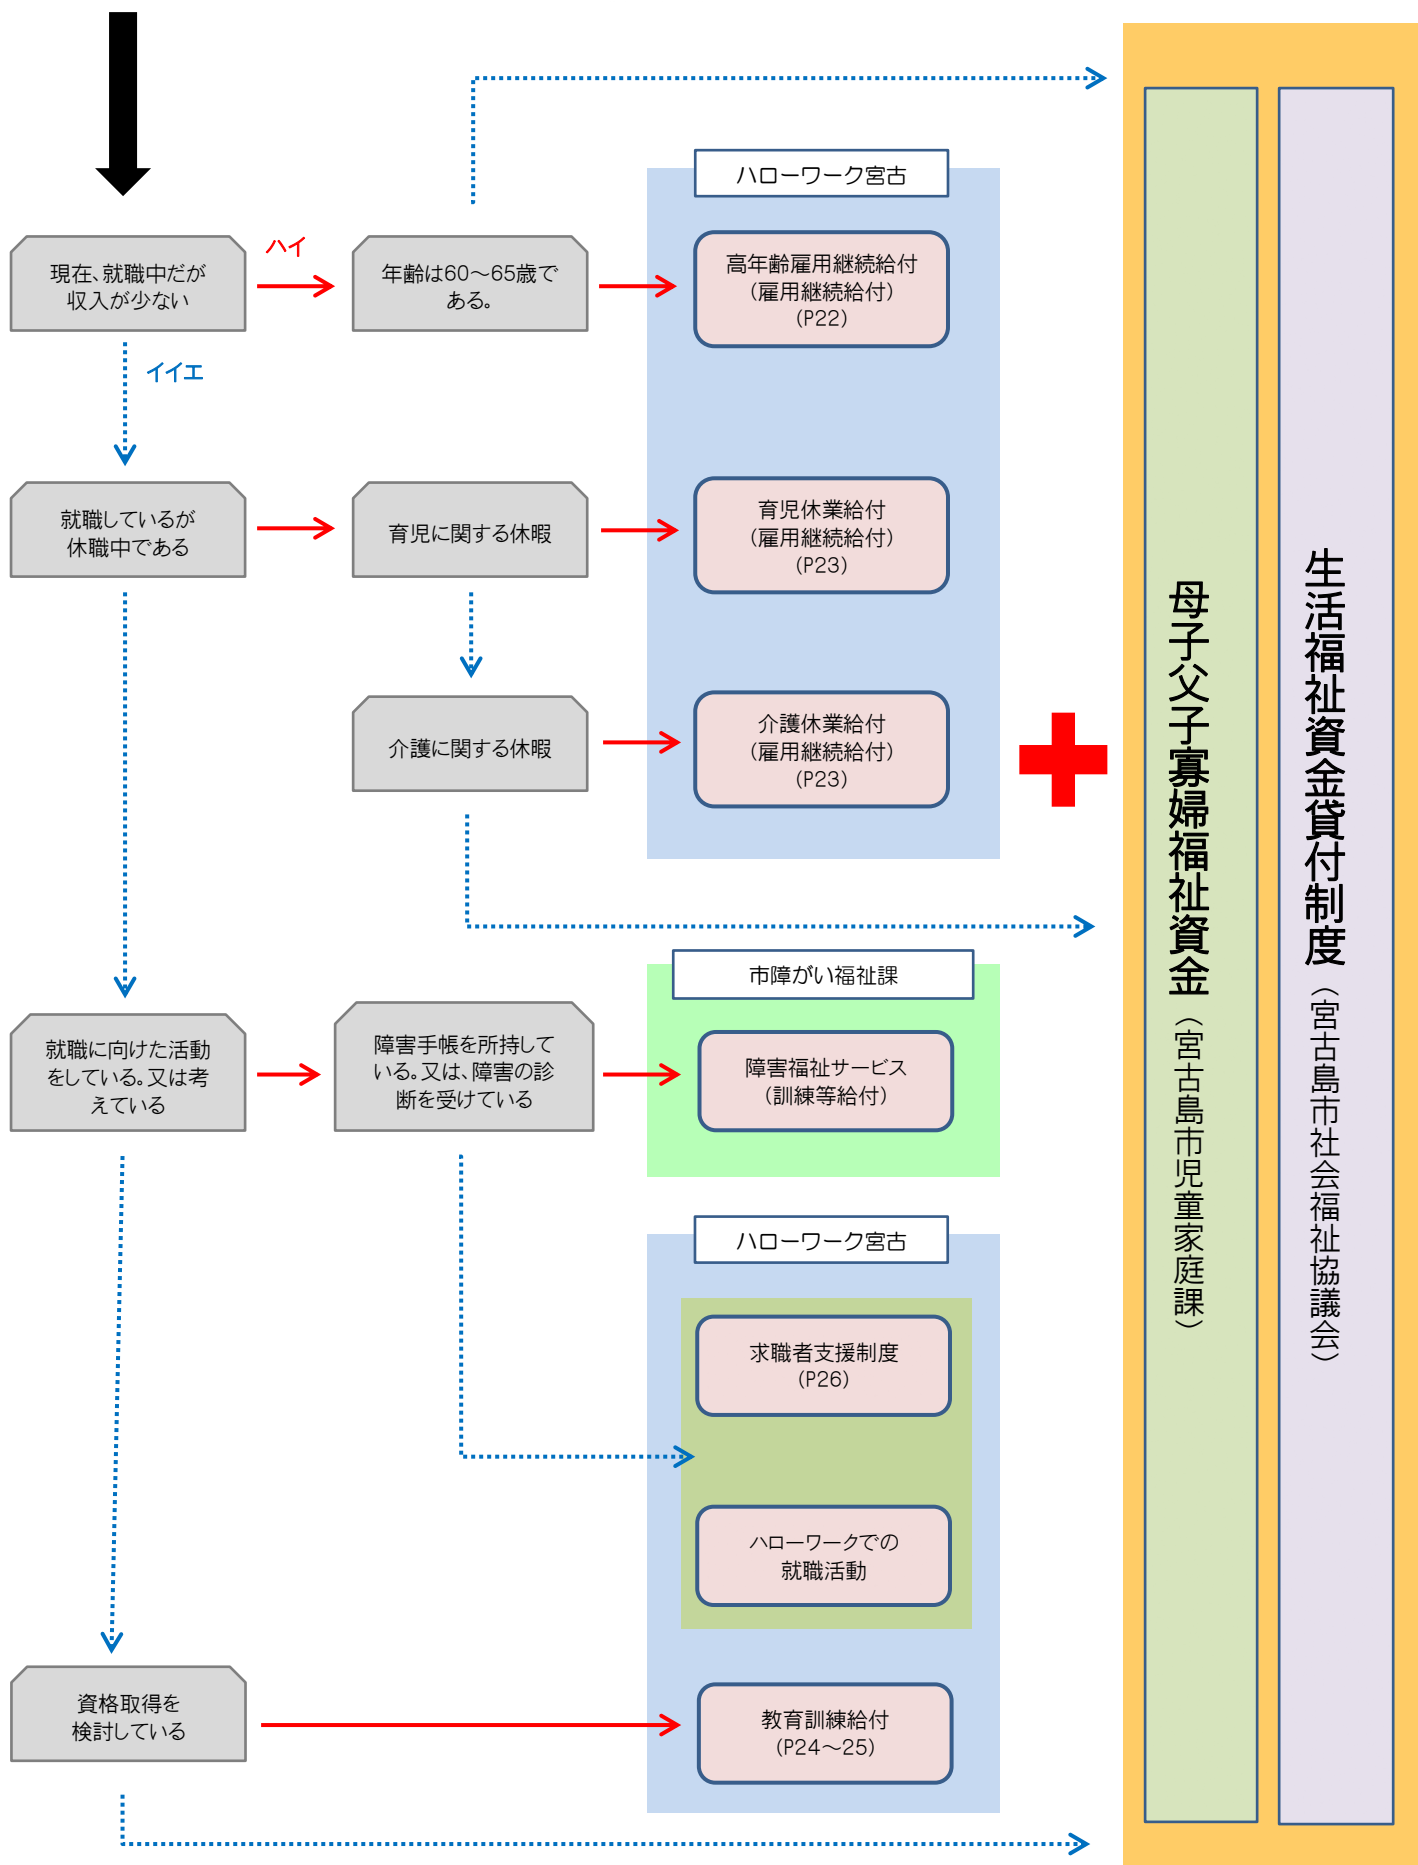 ハローワーク宮古
現在、就職中だが
収入が少ない
ハイ
年齢は60～65歳で
ある。
高年齢雇用継続給付
（雇用継続給付）
（P22）
イイエ
就職しているが
休職中である
育児に関する休暇
育児休業給付
（雇用継続給付）
（P23）
介護に関する休暇
介護休業給付
（雇用継続給付）
（P23）
市障がい福祉課
就職に向けた活動
をしている。又は考
えている
障害手帳を所持して
いる。又は、障害の診
断を受けている
障害福祉サービス
（訓練等給付）
ハローワーク宮古
求職者支援制度
（P26）
ハローワークでの
就職活動
資格取得を
検討している
教育訓練給付
（P24～25）
生活福祉資金貸付制度（宮古島市社会福祉協議会）
母子父子寡婦福祉資金（宮古島市児童家庭課）